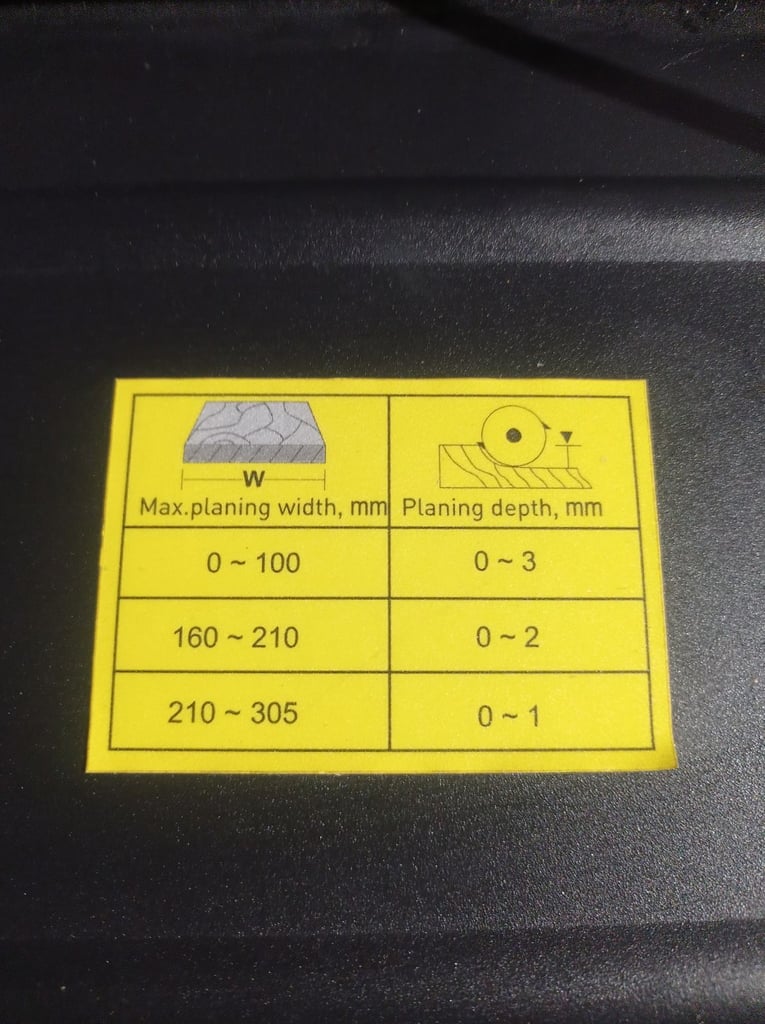 W
Max.planing width, mm Planing depth, mm
0 ~ 100 0 ~ 3
160 ~ 210 0 ~ 2
210 ~ 305 0 ~ 1